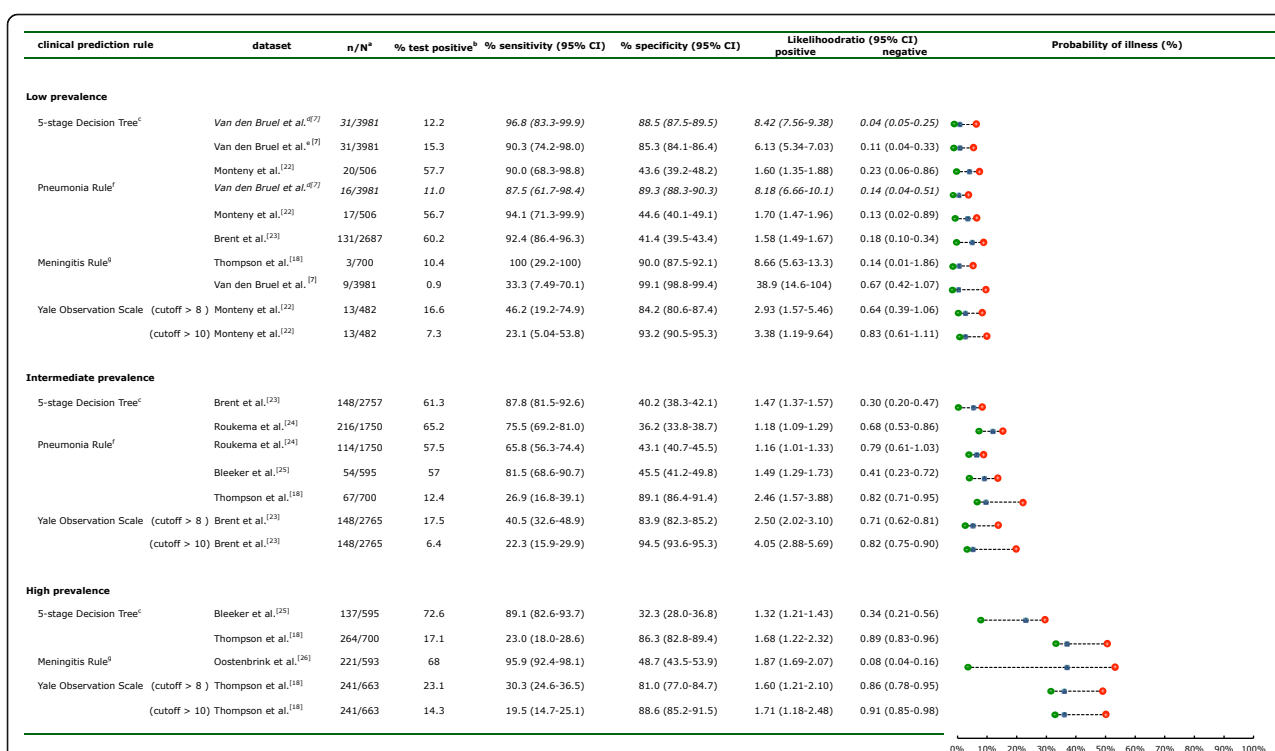 clinical prediction rule dataset n/Nᵃ % test positiveᵇ % sensitivity (95% CI) % specificity (95% CI) Likelihoodratio (95% CI) Probability of illness (%)
positive negative
Low prevalence
5-stage Decision Treeᶜ Van den Bruel et al.ᵈ[7] 31/3981 12.2 96.8 (83.3-99.9) 88.5 (87.5-89.5) 8.42 (7.56-9.38) 0.04 (0.05-0.25)
Van den Bruel et al.ᵉ[7] 31/3981 15.3 90.3 (74.2-98.0) 85.3 (84.1-86.4) 6.13 (5.34-7.03) 0.11 (0.04-0.33)
Monteny et al.[22] 20/506 57.7 90.0 (68.3-98.8) 43.6 (39.2-48.2) 1.60 (1.35-1.88) 0.23 (0.06-0.86)
Pneumonia Ruleᶠ Van den Bruel et al.ᵈ[7] 16/3981 11.0 87.5 (61.7-98.4) 89.3 (88.3-90.3) 8.18 (6.66-10.1) 0.14 (0.04-0.51)
Monteny et al.[22] 17/506 56.7 94.1 (71.3-99.9) 44.6 (40.1-49.1) 1.70 (1.47-1.96) 0.13 (0.02-0.89)
Brent et al.[23] 131/2687 60.2 92.4 (86.4-96.3) 41.4 (39.5-43.4) 1.58 (1.49-1.67) 0.18 (0.10-0.34)
Meningitis Ruleᵍ Thompson et al.[18] 3/700 10.4 100 (29.2-100) 90.0 (87.5-92.1) 8.66 (5.63-13.3) 0.14 (0.01-1.86)
Van den Bruel et al.[7] 9/3981 0.9 33.3 (7.49-70.1) 99.1 (98.8-99.4) 38.9 (14.6-104) 0.67 (0.42-1.07)
Yale Observation Scale (cutoff > 8 ) Monteny et al.[22] 13/482 16.6 46.2 (19.2-74.9) 84.2 (80.6-87.4) 2.93 (1.57-5.46) 0.64 (0.39-1.06)
(cutoff > 10) Monteny et al.[22] 13/482 7.3 23.1 (5.04-53.8) 93.2 (90.5-95.3) 3.38 (1.19-9.64) 0.83 (0.61-1.11)
Intermediate prevalence
5-stage Decision Treeᶜ Brent et al.[23] 148/2757 61.3 87.8 (81.5-92.6) 40.2 (38.3-42.1) 1.47 (1.37-1.57) 0.30 (0.20-0.47)
Roukema et al.[24] 216/1750 65.2 75.5 (69.2-81.0) 36.2 (33.8-38.7) 1.18 (1.09-1.29) 0.68 (0.53-0.86)
Pneumonia Ruleᶠ Roukema et al.[24] 114/1750 57.5 65.8 (56.3-74.4) 43.1 (40.7-45.5) 1.16 (1.01-1.33) 0.79 (0.61-1.03)
Bleeker et al.[25] 54/595 57 81.5 (68.6-90.7) 45.5 (41.2-49.8) 1.49 (1.29-1.73) 0.41 (0.23-0.72)
Thompson et al.[18] 67/700 12.4 26.9 (16.8-39.1) 89.1 (86.4-91.4) 2.46 (1.57-3.88) 0.82 (0.71-0.95)
Yale Observation Scale (cutoff > 8 ) Brent et al.[23] 148/2765 17.5 40.5 (32.6-48.9) 83.9 (82.3-85.2) 2.50 (2.02-3.10) 0.71 (0.62-0.81)
(cutoff > 10) Brent et al.[23] 148/2765 6.4 22.3 (15.9-29.9) 94.5 (93.6-95.3) 4.05 (2.88-5.69) 0.82 (0.75-0.90)
High prevalence
5-stage Decision Treeᶜ Bleeker et al.[25] 137/595 72.6 89.1 (82.6-93.7) 32.3 (28.0-36.8) 1.32 (1.21-1.43) 0.34 (0.21-0.56)
Thompson et al.[18] 264/700 17.1 23.0 (18.0-28.6) 86.3 (82.8-89.4) 1.68 (1.22-2.32) 0.89 (0.83-0.96)
Meningitis Ruleᵍ Oostenbrink et al.[26] 221/593 68 95.9 (92.4-98.1) 48.7 (43.5-53.9) 1.87 (1.69-2.07) 0.08 (0.04-0.16)
Yale Observation Scale (cutoff > 8 ) Thompson et al.[18] 241/663 23.1 30.3 (24.6-36.5) 81.0 (77.0-84.7) 1.60 (1.21-2.10) 0.86 (0.78-0.95)
(cutoff > 10) Thompson et al.[18] 241/663 14.3 19.5 (14.7-25.1) 88.6 (85.2-91.5) 1.71 (1.18-2.48) 0.91 (0.85-0.98)
0% 10% 20% 30% 40% 50% 60% 70% 80% 90% 100%